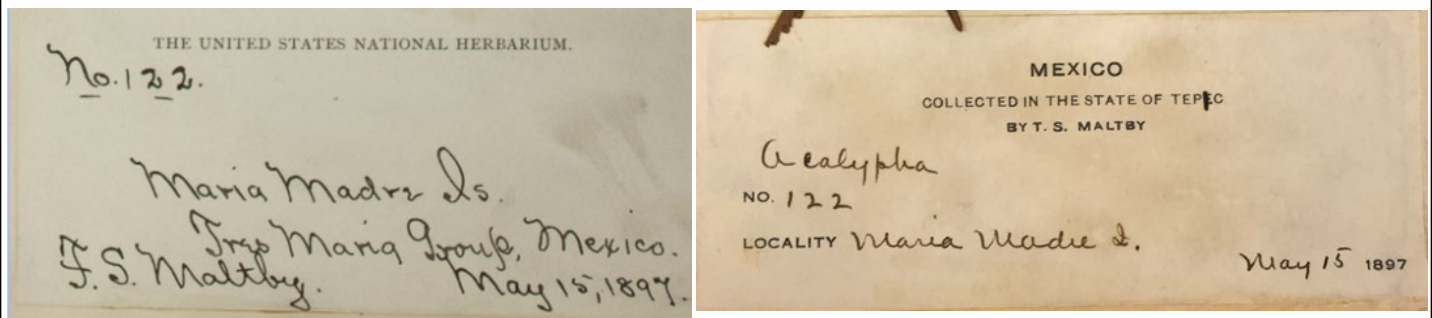 THE UNITED STATES NATIONAL HERBARIUM.
No. 122.
Maria Madre Is.
Tres Maria Group, Mexico.
F. S. Maltby. May 15, 1897.
MEXICO
COLLECTED IN THE STATE OF TEPEC
BY T. S. MALTBY
Acalypha
NO. 122
LOCALITY Maria Madre I.
May 15 1897